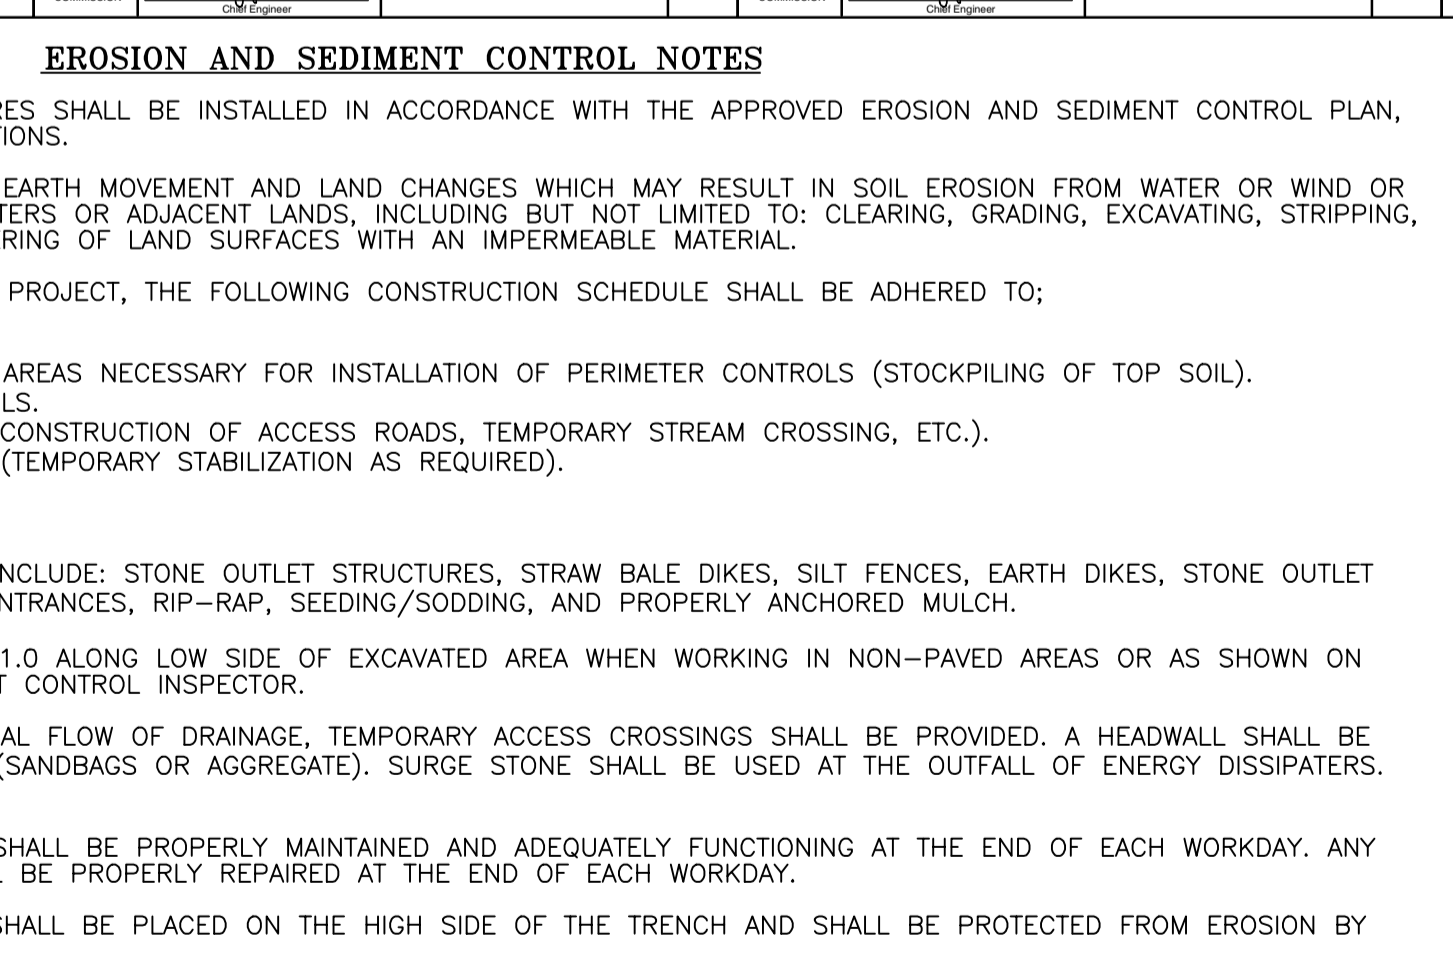 Chief Engineer Chief Engineer
EROSION AND SEDIMENT CONTROL NOTES
SHALL BE INSTALLED IN ACCORDANCE WITH THE APPROVED EROSION AND SEDIMENT CONTROL PLAN,
IONS.
EARTH MOVEMENT AND LAND CHANGES WHICH MAY RESULT IN SOIL EROSION FROM WATER OR WIND OR
TERS OR ADJACENT LANDS, INCLUDING BUT NOT LIMITED TO: CLEARING, GRADING, EXCAVATING, STRIPPING,
RING OF LAND SURFACES WITH AN IMPERMEABLE MATERIAL.
PROJECT, THE FOLLOWING CONSTRUCTION SCHEDULE SHALL BE ADHERED TO;
AREAS NECESSARY FOR INSTALLATION OF PERIMETER CONTROLS (STOCKPILING OF TOP SOIL).
LS.
CONSTRUCTION OF ACCESS ROADS, TEMPORARY STREAM CROSSING, ETC.).
(TEMPORARY STABILIZATION AS REQUIRED).
NCLUDE: STONE OUTLET STRUCTURES, STRAW BALE DIKES, SILT FENCES, EARTH DIKES, STONE OUTLET
NTRANCES, RIP-RAP, SEEDING/SODDING, AND PROPERLY ANCHORED MULCH.
1.0 ALONG LOW SIDE OF EXCAVATED AREA WHEN WORKING IN NON-PAVED AREAS OR AS SHOWN ON
T CONTROL INSPECTOR.
AL FLOW OF DRAINAGE, TEMPORARY ACCESS CROSSINGS SHALL BE PROVIDED. A HEADWALL SHALL BE
(SANDBAGS OR AGGREGATE). SURGE STONE SHALL BE USED AT THE OUTFALL OF ENERGY DISSIPATERS.
SHALL BE PROPERLY MAINTAINED AND ADEQUATELY FUNCTIONING AT THE END OF EACH WORKDAY. ANY
BE PROPERLY REPAIRED AT THE END OF EACH WORKDAY.
SHALL BE PLACED ON THE HIGH SIDE OF THE TRENCH AND SHALL BE PROTECTED FROM EROSION BY